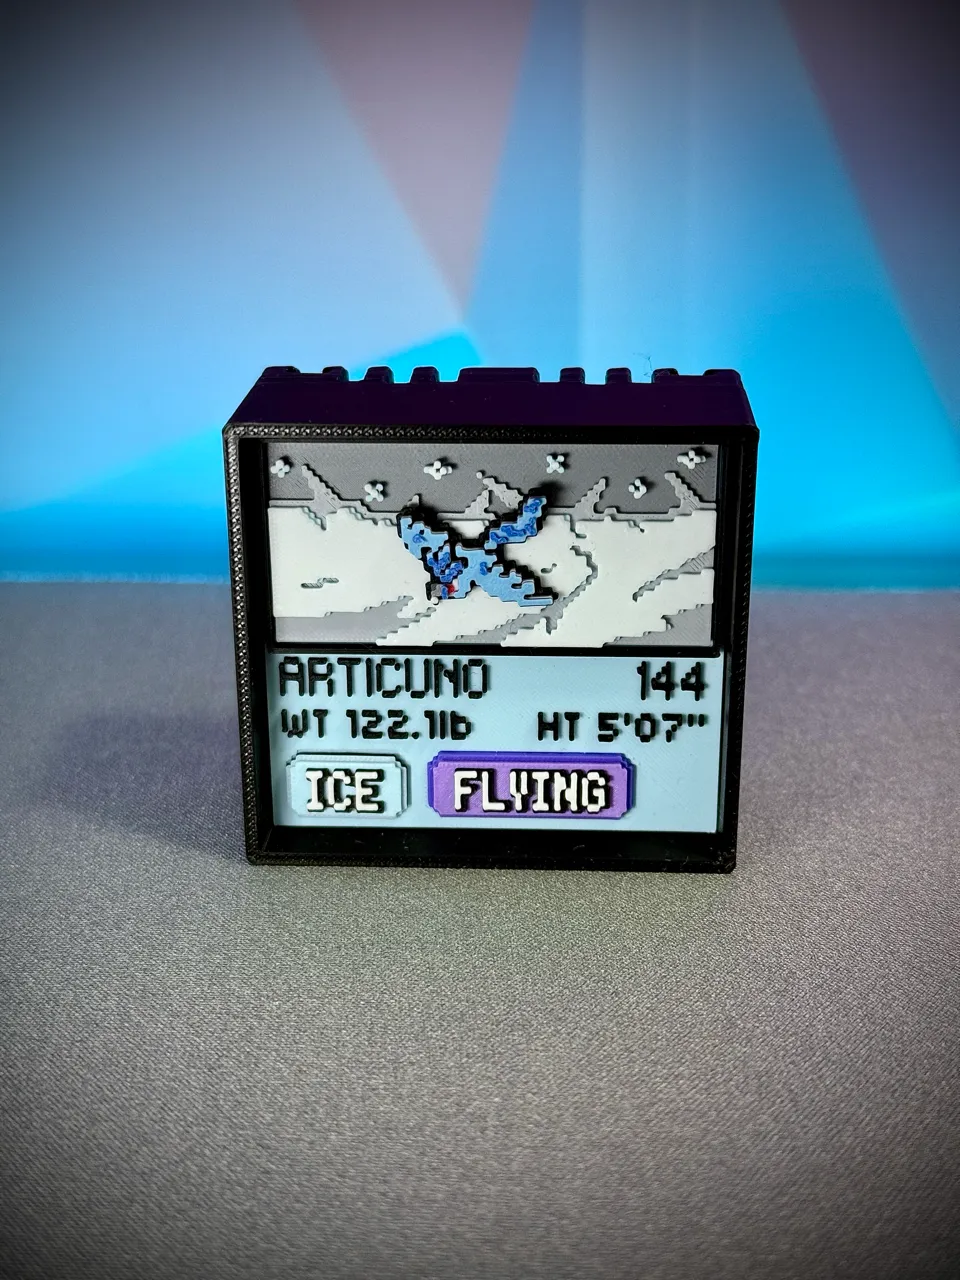 ARTICUNO 144
WT 122.1lb HT 5'07"
ICE FLYING